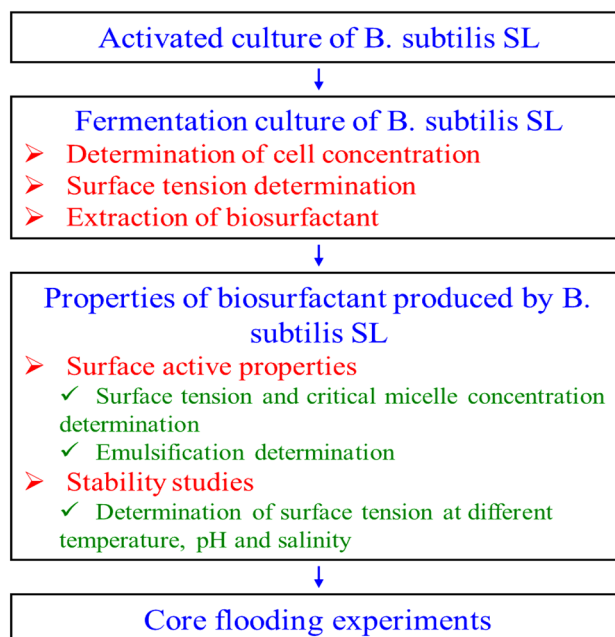 Activated culture of B. subtilis SL
Fermentation culture of B. subtilis SL
➢ Determination of cell concentration
➢ Surface tension determination
➢ Extraction of biosurfactant
Properties of biosurfactant produced by B.
subtilis SL
➢ Surface active properties
✓ Surface tension and critical micelle concentration
determination
✓ Emulsification determination
➢ Stability studies
✓ Determination of surface tension at different
temperature, pH and salinity
Core flooding experiments